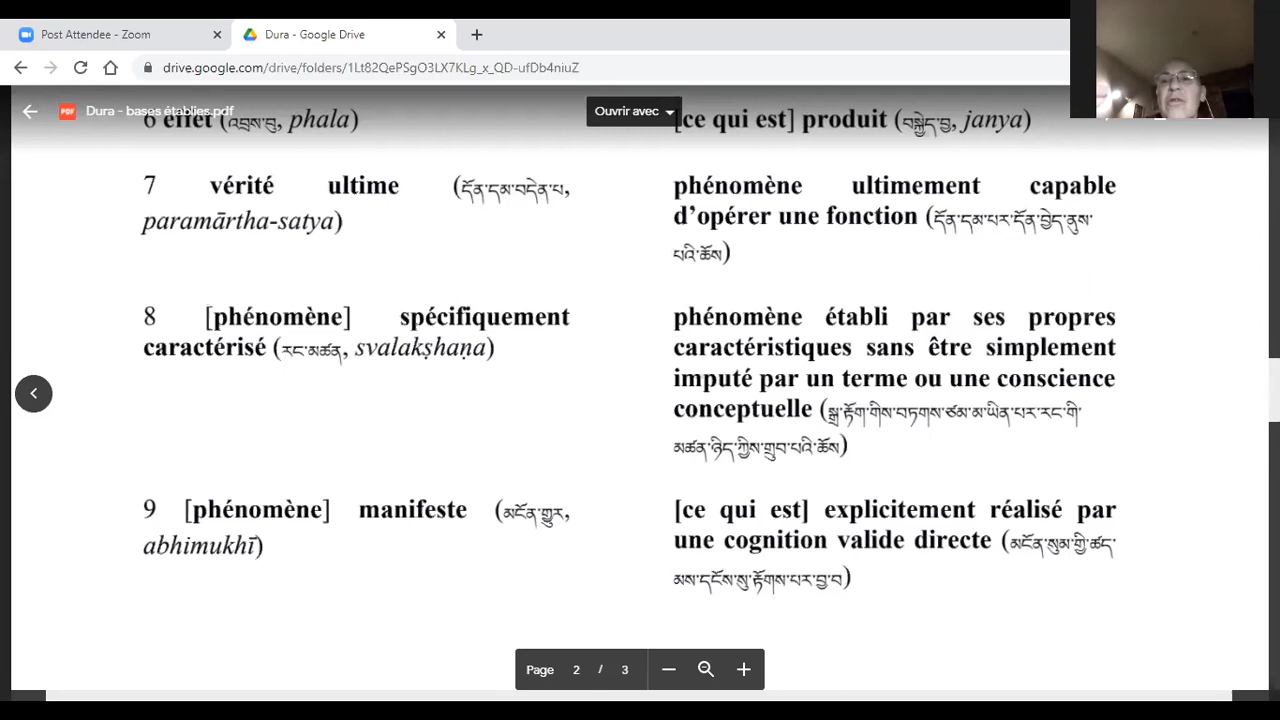 Post Attendee - Zoom
Dura - Google Drive
drive.google.com/drive/folders/1Lt82QePSgO3LX7KLg_x_QD-ufDb4niuZ
Dura - bases établies.pdf
Ouvrir avec
6 effet (འབྲས་བུ, phala)
[ce qui est] produit (བསྐྱེད་བྱ, janya)
7 vérité ultime (དོན་དམ་བདེན་པ,
paramārtha-satya)
phénomène ultimement capable
d’opérer une fonction (དོན་དམ་པར་དོན་བྱེད་ནུས་
པའི་ཆོས)
8 [phénomène] spécifiquement
caractérisé (རང་མཚན, svalakṣhaṇa)
phénomène établi par ses propres
caractéristiques sans être simplement
imputé par un terme ou une conscience
conceptuelle (སྒྲ་རྟོག་གིས་བཏགས་ཙམ་མ་ཡིན་པར་རང་གི་
མཚན་ཉིད་ཀྱིས་གྲུབ་པའི་ཆོས)
9 [phénomène] manifeste (མངོན་གྱུར,
abhimukhī)
[ce qui est] explicitement réalisé par
une cognition valide directe (མངོན་སུམ་གྱི་ཚད་
མས་དངོས་སུ་རྟོགས་པར་བྱ་བ)
Page 2 / 3